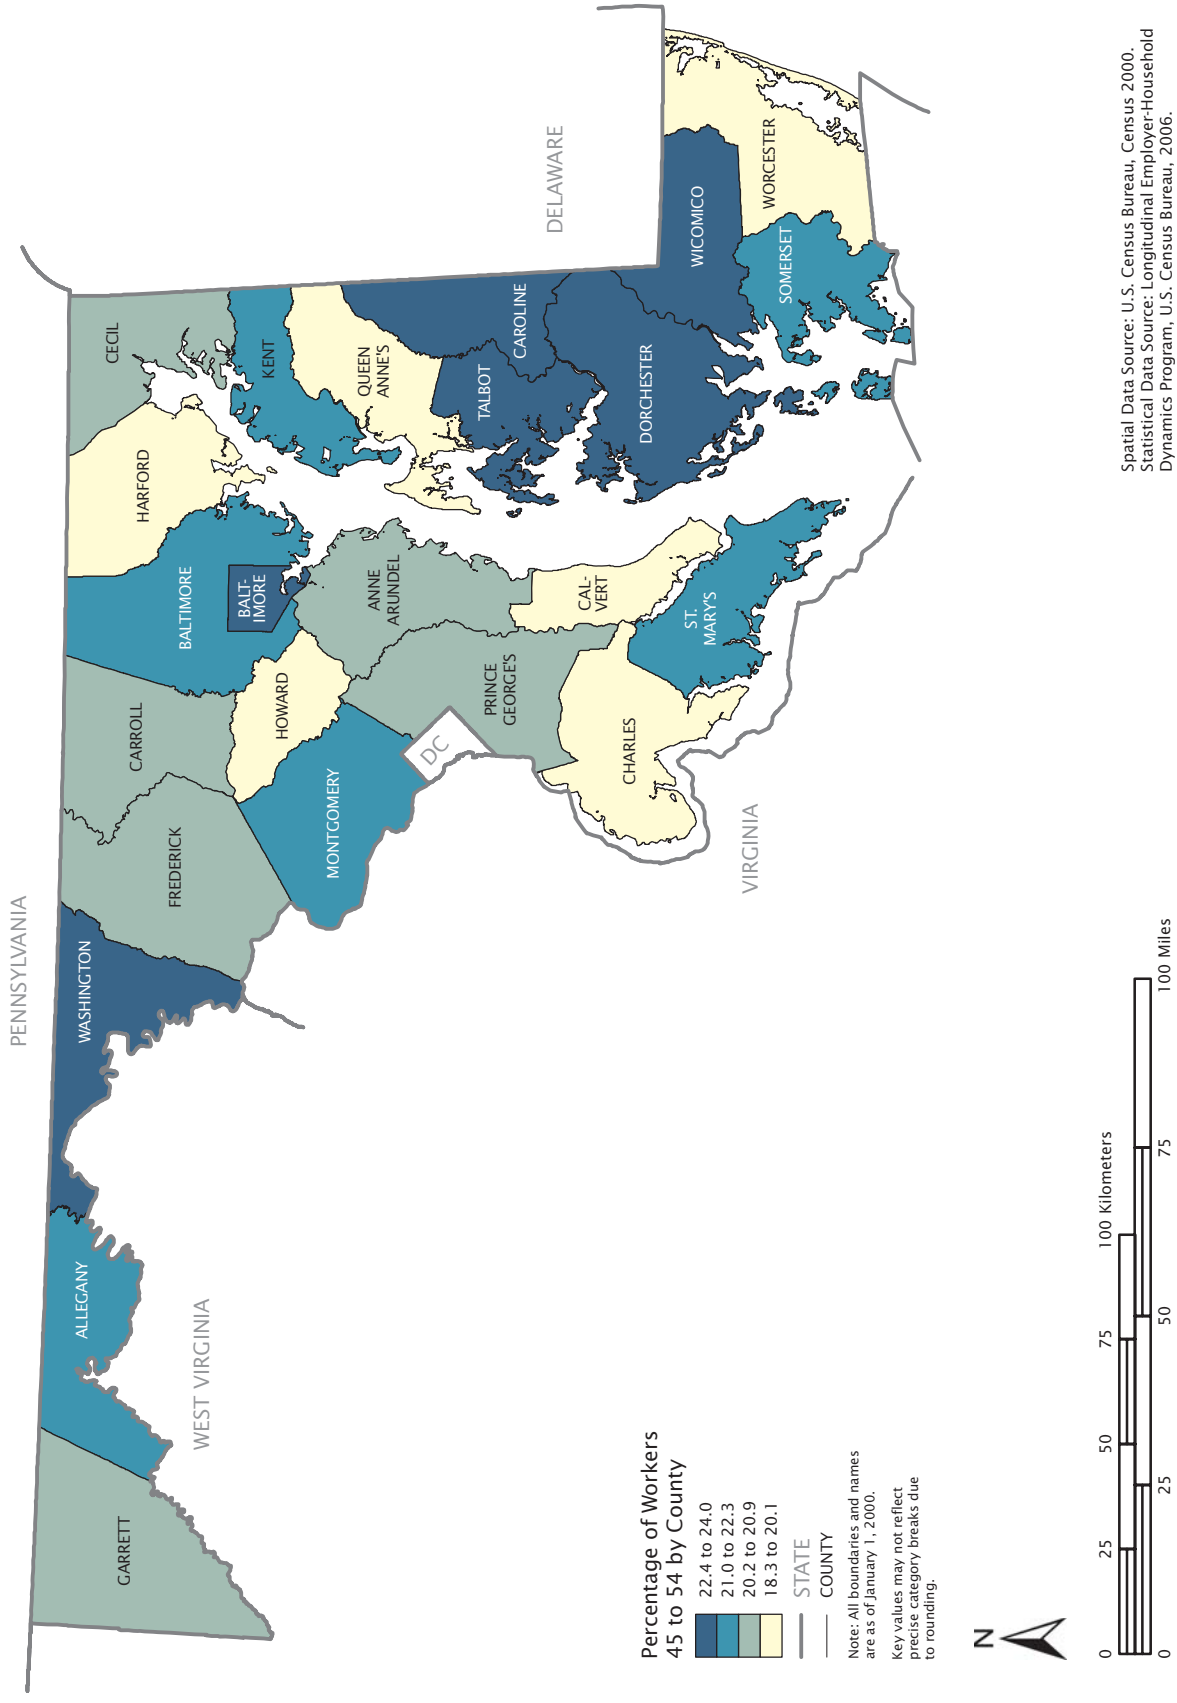 PENNSYLVANIA
GARRETT
ALLEGANY
WASHINGTON
FREDERICK
CARROLL
BALTIMORE
BALT-
IMORE
HARFORD
CECIL
KENT
HOWARD
MONTGOMERY
WEST VIRGINIA
DC
ANNE
ARUNDEL
QUEEN
ANNE'S
PRINCE
GEORGE'S
TALBOT
CAROLINE
DELAWARE
CAL-
VERT
CHARLES
DORCHESTER
ST.
MARY'S
WICOMICO
VIRGINIA
SOMERSET
WORCESTER
Percentage of Workers
45 to 54 by County
22.4 to 24.0
21.0 to 22.3
20.2 to 20.9
18.3 to 20.1
STATE
COUNTY
Note: All boundaries and names
are as of January 1, 2000.
Key values may not reflect
precise category breaks due
to rounding.
N
0 25 50 75 100 Kilometers
0 25 50 75 100 Miles
Spatial Data Source: U.S. Census Bureau, Census 2000.
Statistical Data Source: Longitudinal Employer-Household
Dynamics Program, U.S. Census Bureau, 2006.